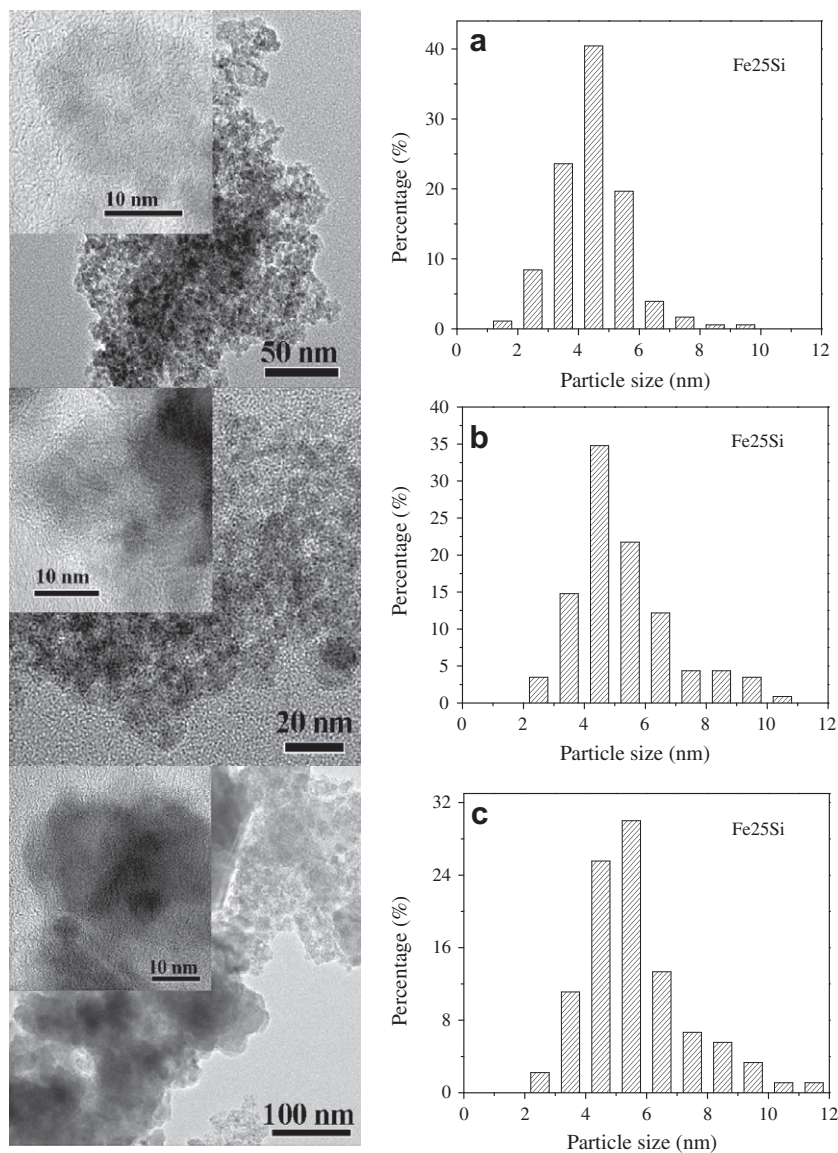 10 nm
50 nm
a
Fe25Si
Percentage (%)
40
30
20
10
0
0 2 4 6 8 10 12
Particle size (nm)
10 nm
20 nm
b
Fe25Si
Percentage (%)
40
35
30
25
20
15
10
5
0
0 2 4 6 8 10 12
Particle size (nm)
10 nm
100 nm
c
Fe25Si
Percentage (%)
32
24
16
8
0
0 2 4 6 8 10 12
Particle size (nm)